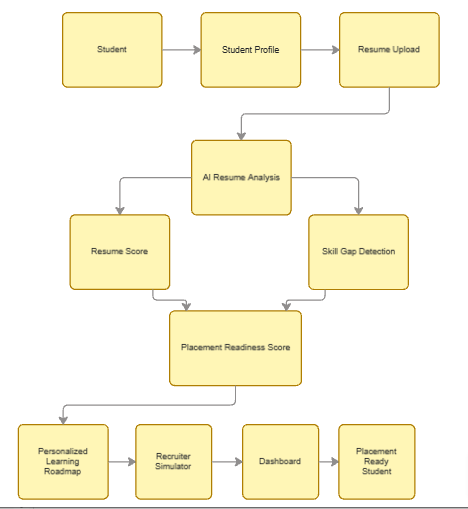 Student
Student Profile
Resume Upload
AI Resume Analysis
Resume Score
Skill Gap Detection
Placement Readiness Score
Personalized
Learning
Roadmap
Recruiter
Simulator
Dashboard
Placement
Ready
Student